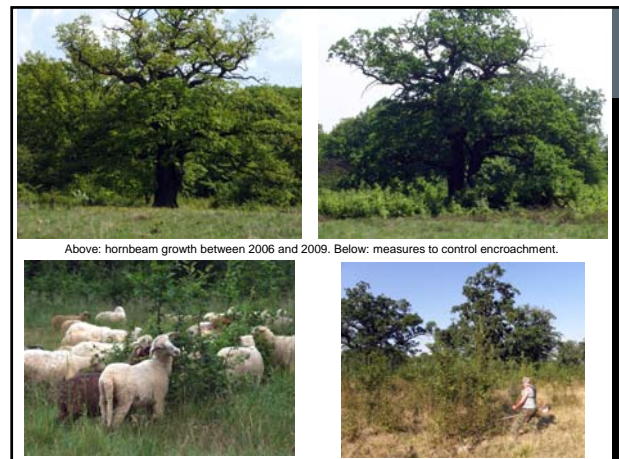 Above: hornbeam growth between 2006 and 2009. Below: measures to control encroachment.